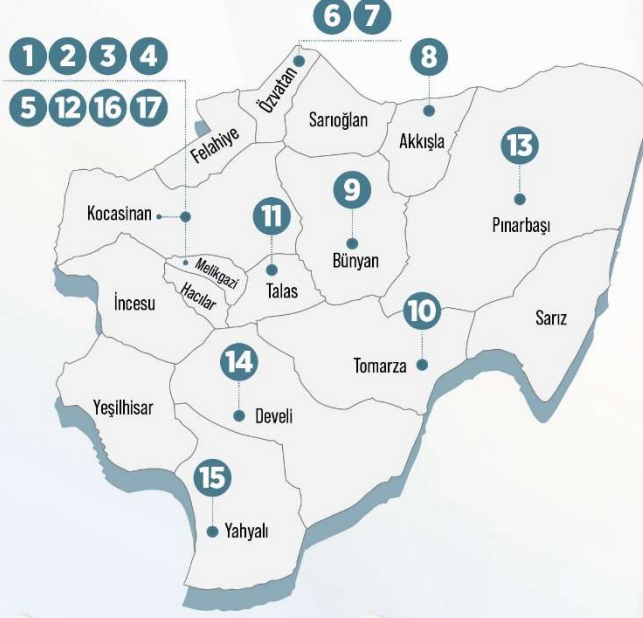 6 7
1 2 3 4
8
5 12 16 17
Özvatan
Sarıoğlan
Felahiye
Akkışla
13
9
Kocasinan
11
Pınarbaşı
Bünyan
Melikgazi
Talas
Hacılar
İncesu
10
Sarız
14
Tomarza
Yeşilhisar
Develi
15
Yahyalı